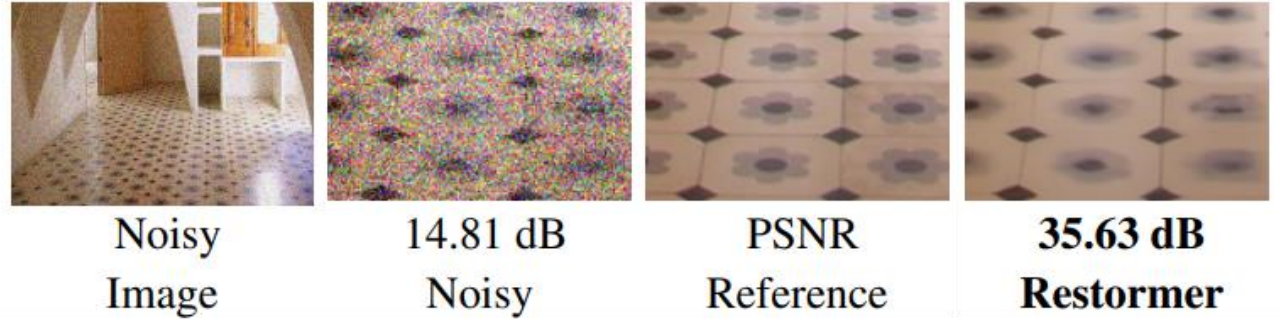 Noisy 14.81 dB PSNR 35.63 dB
Image Noisy Reference Restormer